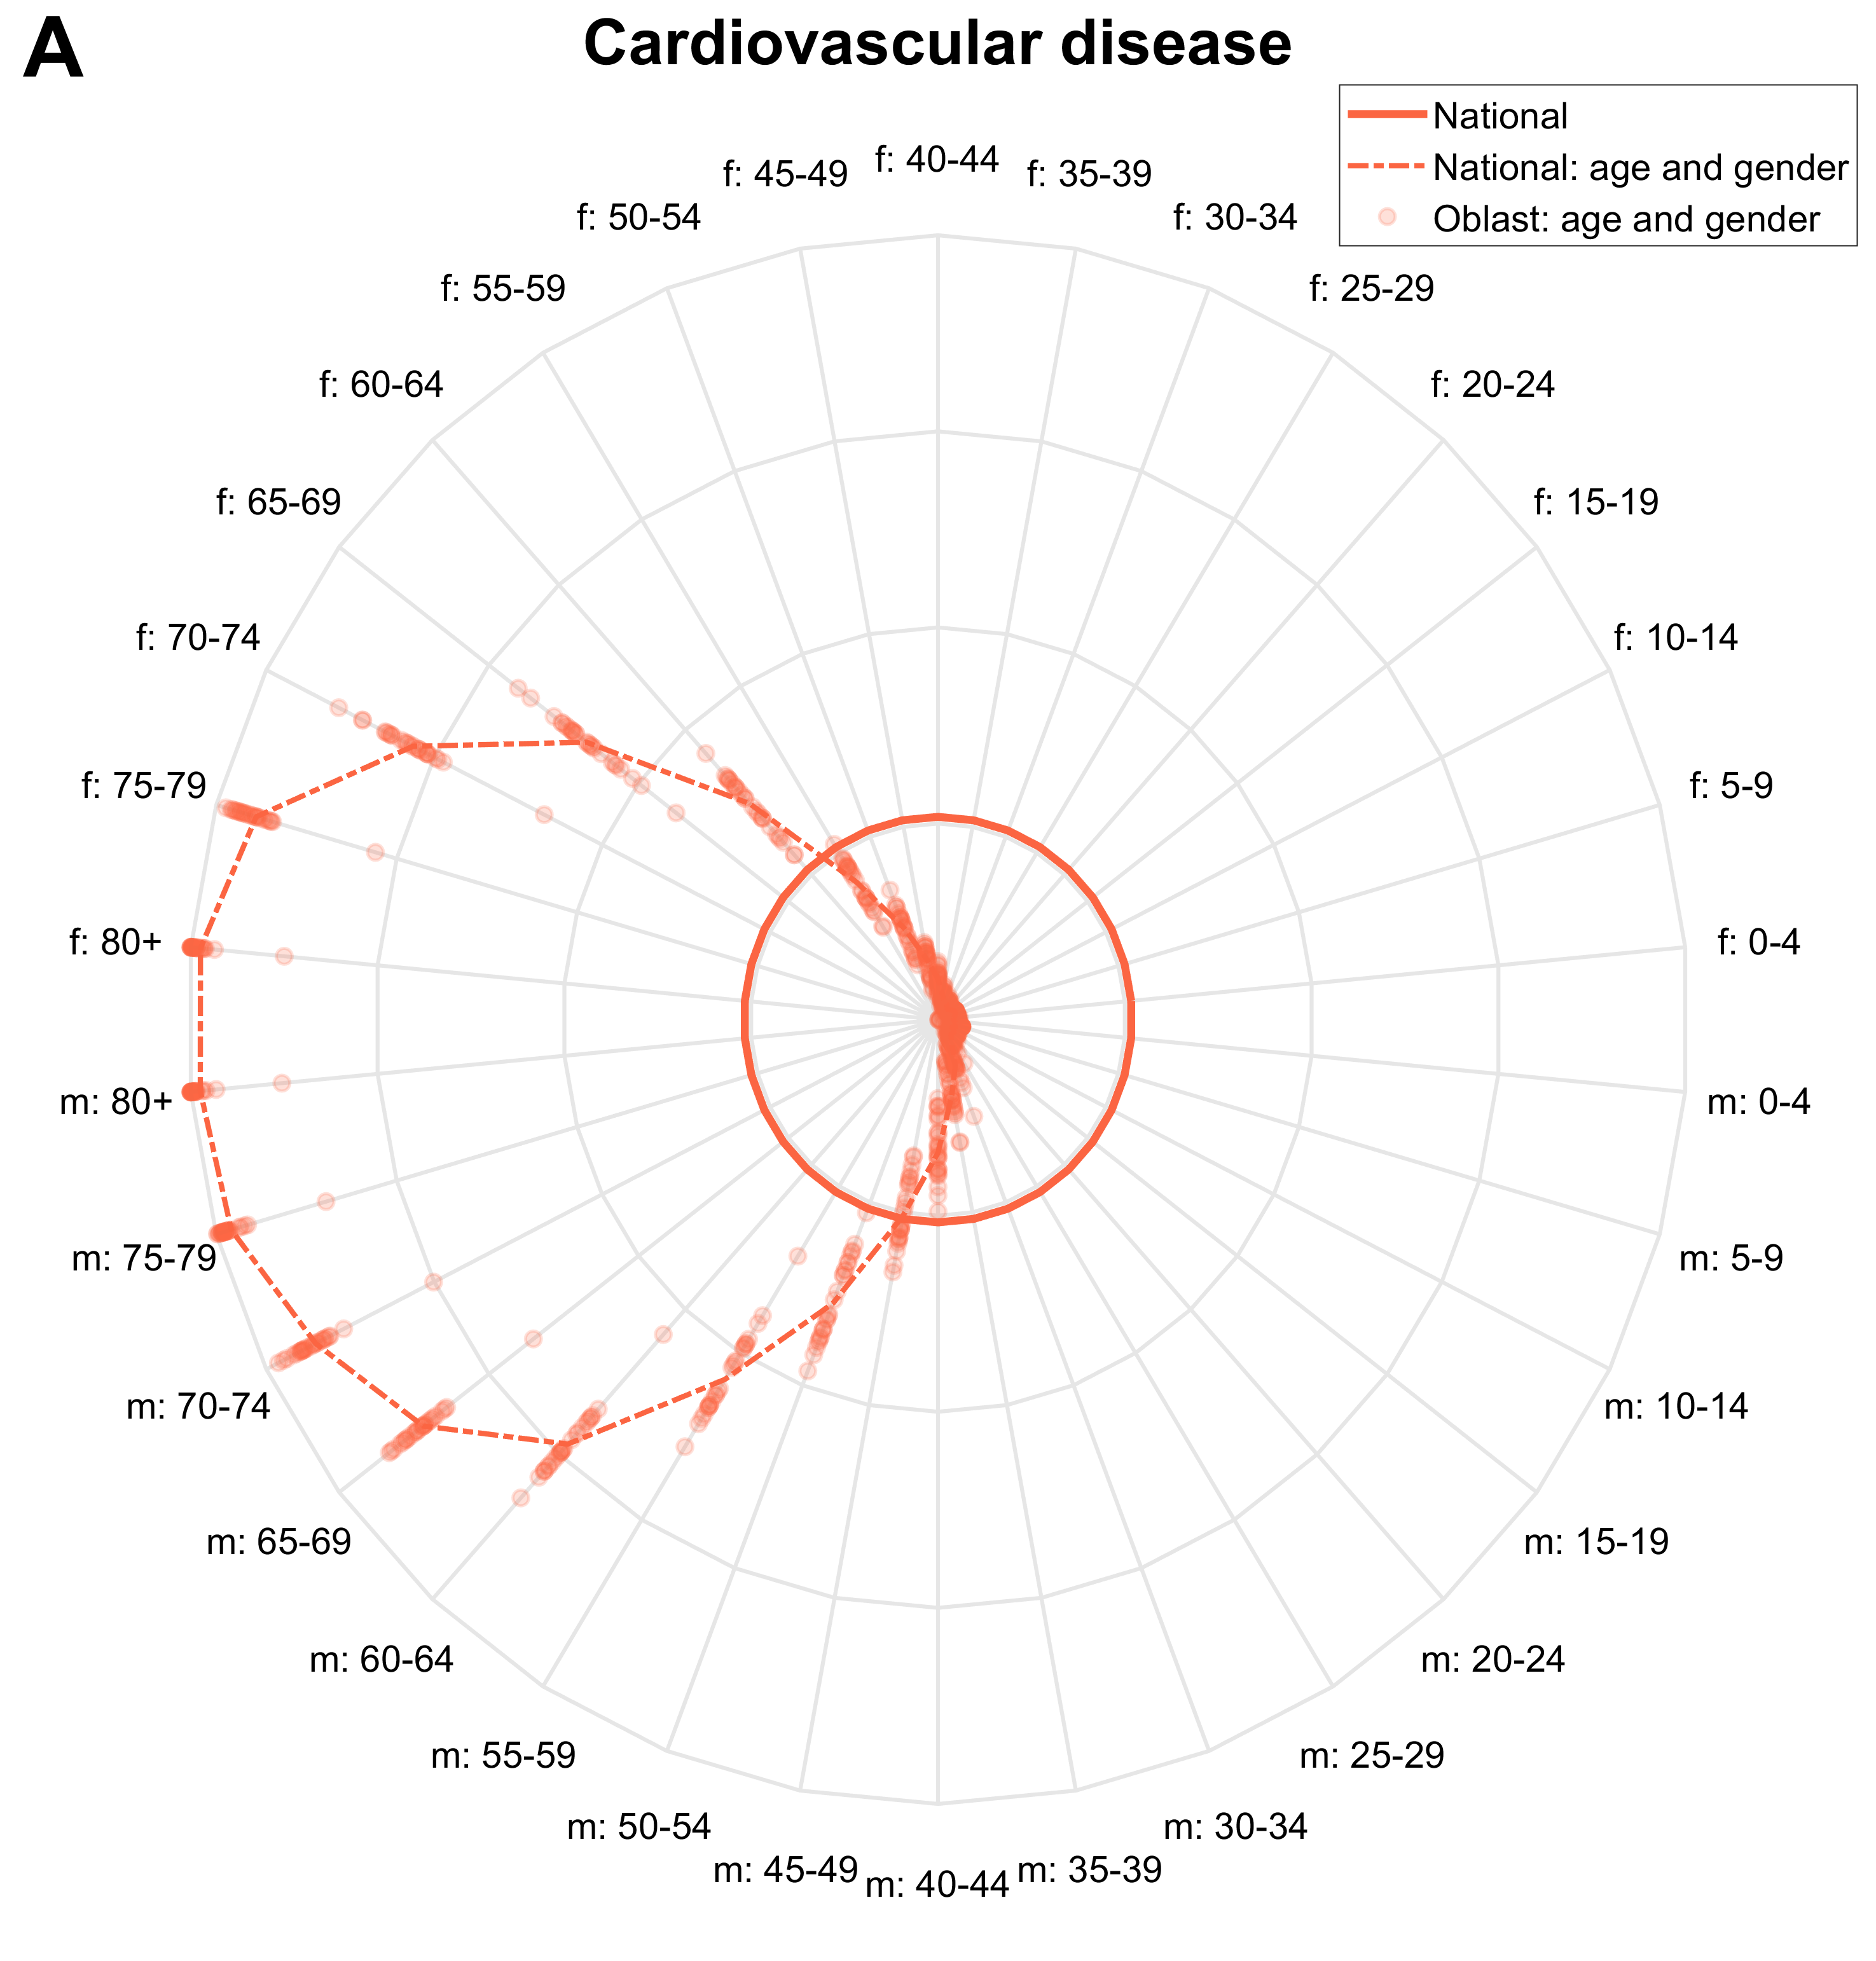 A
Cardiovascular disease
National
National: age and gender
Oblast: age and gender
f: 40-44
f: 45-49
f: 35-39
f: 50-54
f: 30-34
f: 55-59
f: 25-29
f: 60-64
f: 20-24
f: 65-69
f: 15-19
f: 70-74
f: 10-14
f: 75-79
f: 5-9
f: 80+
f: 0-4
m: 80+
m: 0-4
m: 75-79
m: 5-9
m: 70-74
m: 10-14
m: 65-69
m: 15-19
m: 60-64
m: 20-24
m: 55-59
m: 25-29
m: 50-54
m: 30-34
m: 45-49
m: 40-44
m: 35-39